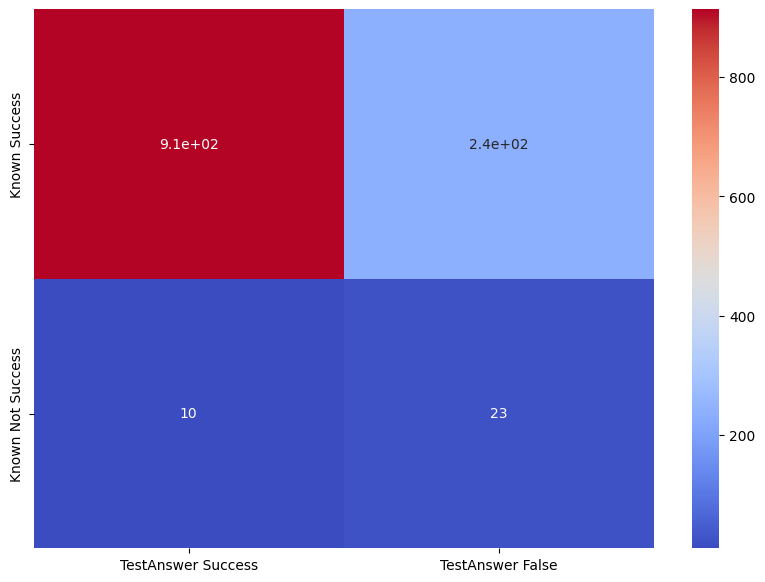 Known Success
9.1e+02
2.4e+02
Known Not Success
10
23
TestAnswer Success
TestAnswer False
800
600
400
200